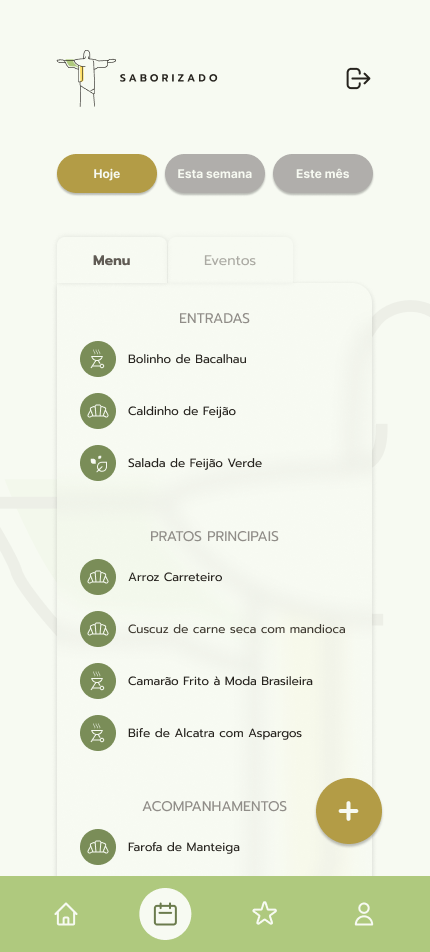 SABORIZADO
Hoje
Esta semana
Este mês
Menu
Eventos
ENTRADAS
Bolinho de Bacalhau
Caldinho de Feijão
Salada de Feijão Verde
PRATOS PRINCIPAIS
Arroz Carreteiro
Cuscuz de carne seca com mandioca
Camarão Frito à Moda Brasileira
Bife de Alcatra com Aspargos
ACOMPANHAMENTOS
Farofa de Manteiga